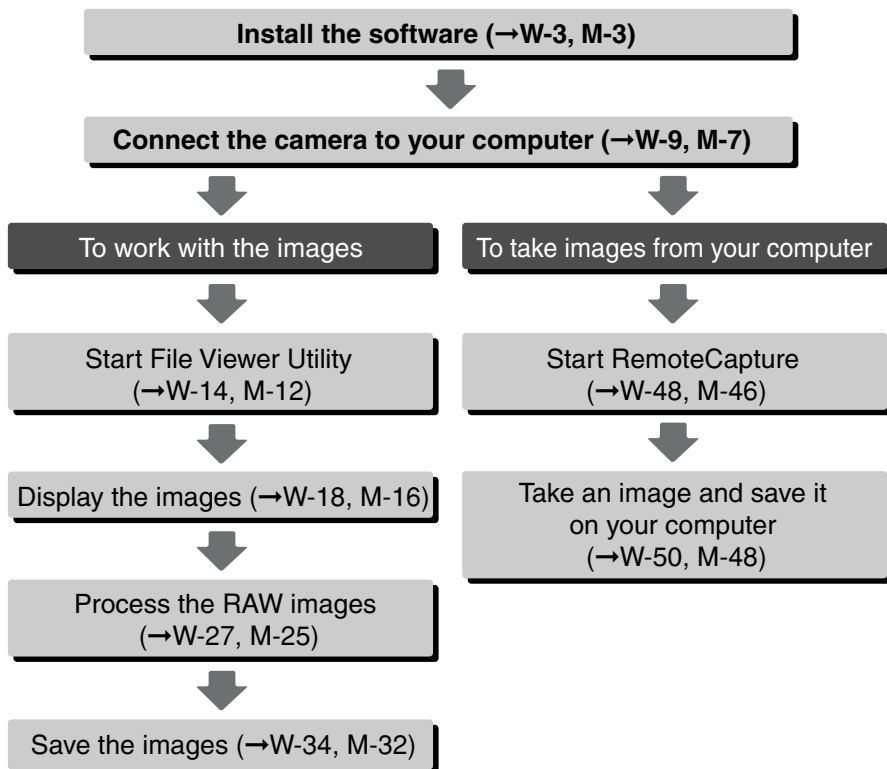 Install the software (→W-3, M-3)
Connect the camera to your computer (→W-9, M-7)
To work with the images
Start File Viewer Utility
(→W-14, M-12)
Display the images (→W-18, M-16)
Process the RAW images
(→W-27, M-25)
Save the images (→W-34, M-32)
To take images from your computer
Start RemoteCapture
(→W-48, M-46)
Take an image and save it
on your computer
(→W-50, M-48)